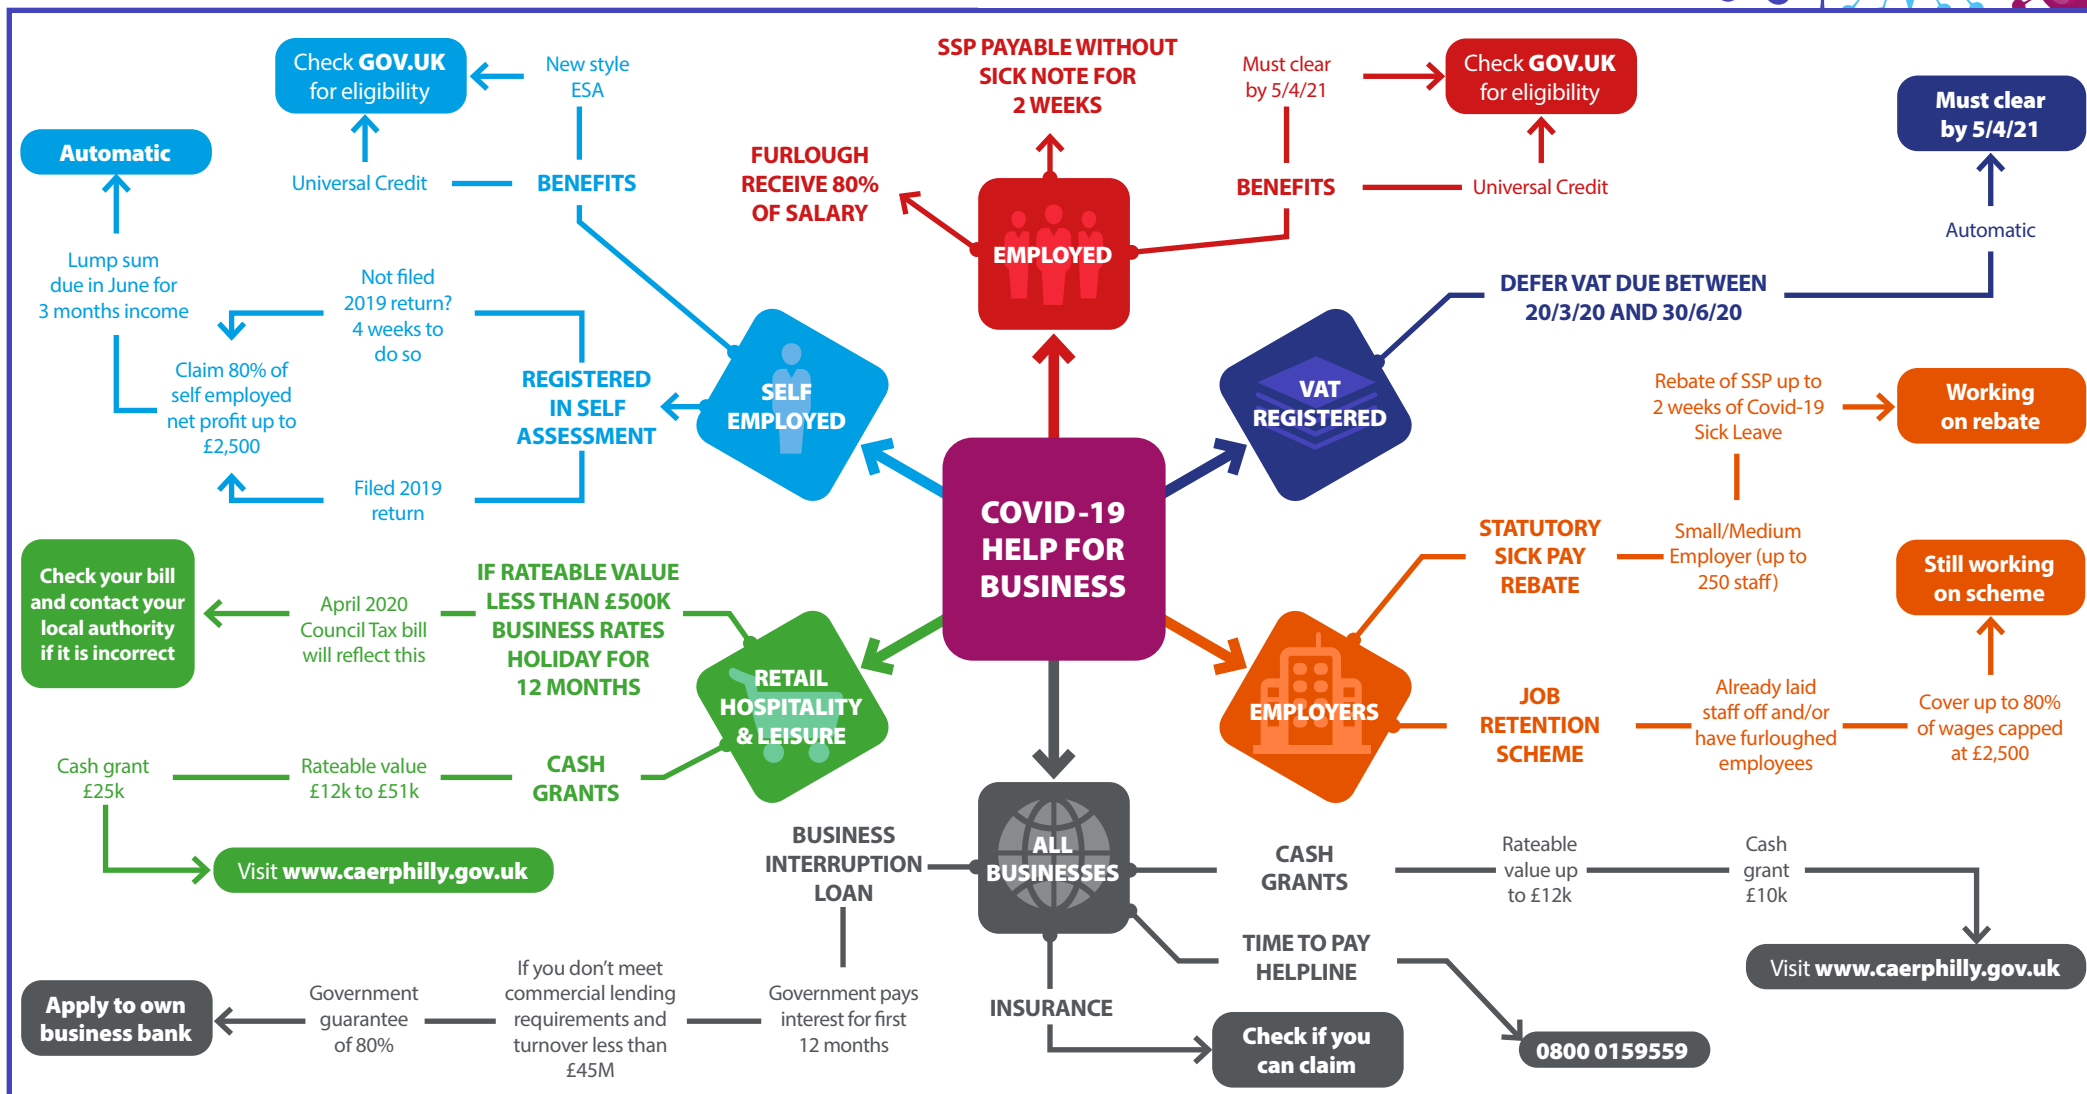 COVID-19
HELP FOR
BUSINESS
EMPLOYED
SSP PAYABLE WITHOUT
SICK NOTE FOR
2 WEEKS
FURLOUGH
RECEIVE 80%
OF SALARY
BENEFITS
Must clear
by 5/4/21
Check GOV.UK
for eligibility
Universal Credit
VAT
REGISTERED
DEFER VAT DUE BETWEEN
20/3/20 AND 30/6/20
Automatic
Must clear
by 5/4/21
EMPLOYERS
STATUTORY
SICK PAY
REBATE
Small/Medium
Employer (up to
250 staff)
Rebate of SSP up to
2 weeks of Covid-19
Sick Leave
Working
on rebate
JOB
RETENTION
SCHEME
Already laid
staff off and/or
have furloughed
employees
Cover up to 80%
of wages capped
at £2,500
Still working
on scheme
ALL
BUSINESSES
CASH
GRANTS
Rateable
value up
to £12k
Cash
grant
£10k
Visit www.caerphilly.gov.uk
TIME TO PAY
HELPLINE
0800 0159559
INSURANCE
Check if you
can claim
BUSINESS
INTERRUPTION
LOAN
Government pays
interest for first
12 months
If you don’t meet
commercial lending
requirements and
turnover less than
£45M
Government
guarantee
of 80%
Apply to own
business bank
RETAIL
HOSPITALITY
& LEISURE
IF RATEABLE VALUE
LESS THAN £500K
BUSINESS RATES
HOLIDAY FOR
12 MONTHS
April 2020
Council Tax bill
will reflect this
Check your bill
and contact your
local authority
if it is incorrect
CASH
GRANTS
Rateable value
£12k to £51k
Cash grant
£25k
Visit www.caerphilly.gov.uk
SELF
EMPLOYED
BENEFITS
New style
ESA
Universal Credit
Check GOV.UK
for eligibility
REGISTERED
IN SELF
ASSESSMENT
Not filed
2019 return?
4 weeks to
do so
Filed 2019
return
Claim 80% of
self employed
net profit up to
£2,500
Lump sum
due in June for
3 months income
Automatic